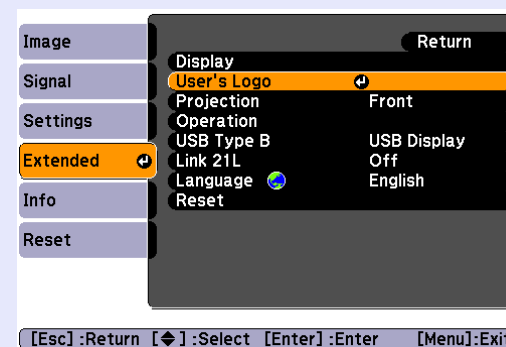 Image
Signal
Settings
Extended
Info
Reset
Return
Display
User's Logo
Projection Front
Operation
USB Type B USB Display
Link 21L Off
Language English
Reset
[Esc] :Return [◆] :Select [Enter] :Enter [Menu]:Exit